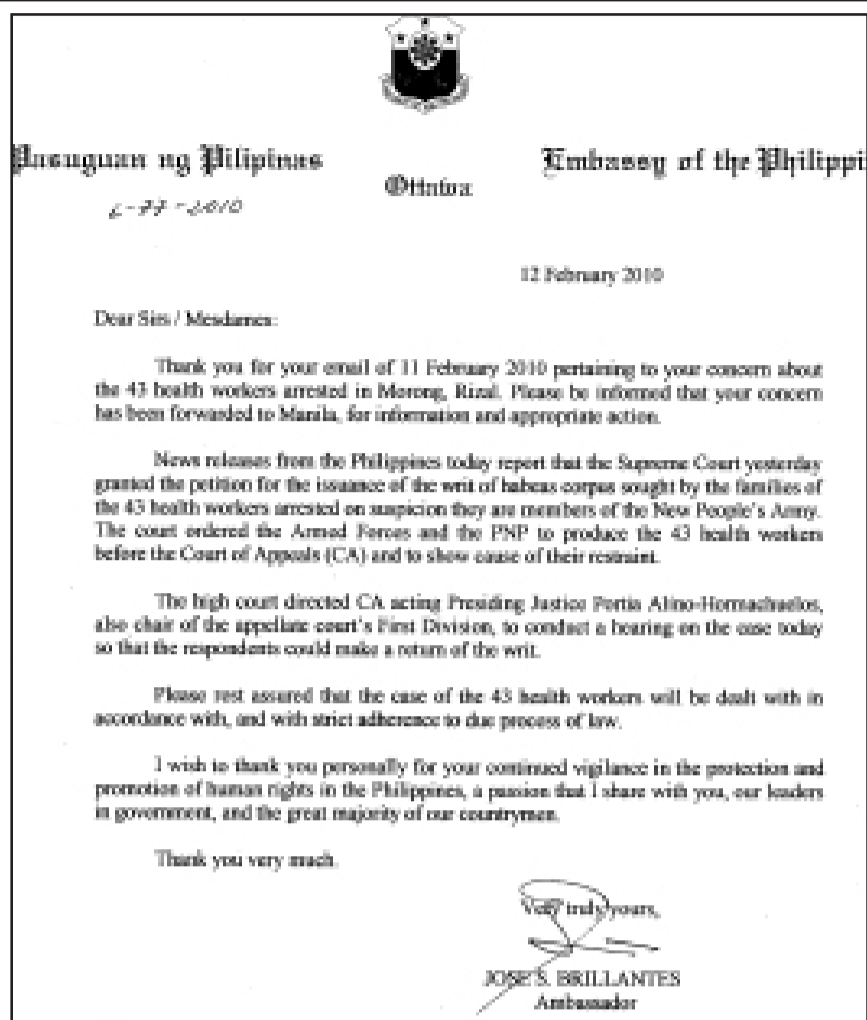 Pasuguan ng Pilipinas
Embassy of the Philippi
Ottawa
12 February 2010
Dear Sirs / Mesdames:
Thank you for your email of 11 February 2010 pertaining to your concern about
the 43 health workers arrested in Morong, Rizal. Please be informed that your concern
has been forwarded to Manila, for information and appropriate action.
News releases from the Philippines today report that the Supreme Court yesterday
granted the petition for the issuance of the writ of habeas corpus sought by the families of
the 43 health workers arrested on suspicion they are members of the New People's Army.
The court ordered the Armed Forces and the PNP to produce the 43 health workers
before the Court of Appeals (CA) and to show cause of their restraint.
The high court directed CA acting Presiding Justice Portia Alino-Hormachuelos,
also chair of the appellate court's First Division, to conduct a hearing on the case today
so that the respondents could make a return of the writ.
Please rest assured that the case of the 43 health workers will be dealt with in
accordance with, and with strict adherence to due process of law.
I wish to thank you personally for your continued vigilance in the protection and
promotion of human rights in the Philippines, a passion that I share with you, our leaders
in government, and the great majority of our countrymen.
Thank you very much.
Very truly yours,
JOSE S. BRILLANTES
Ambassador